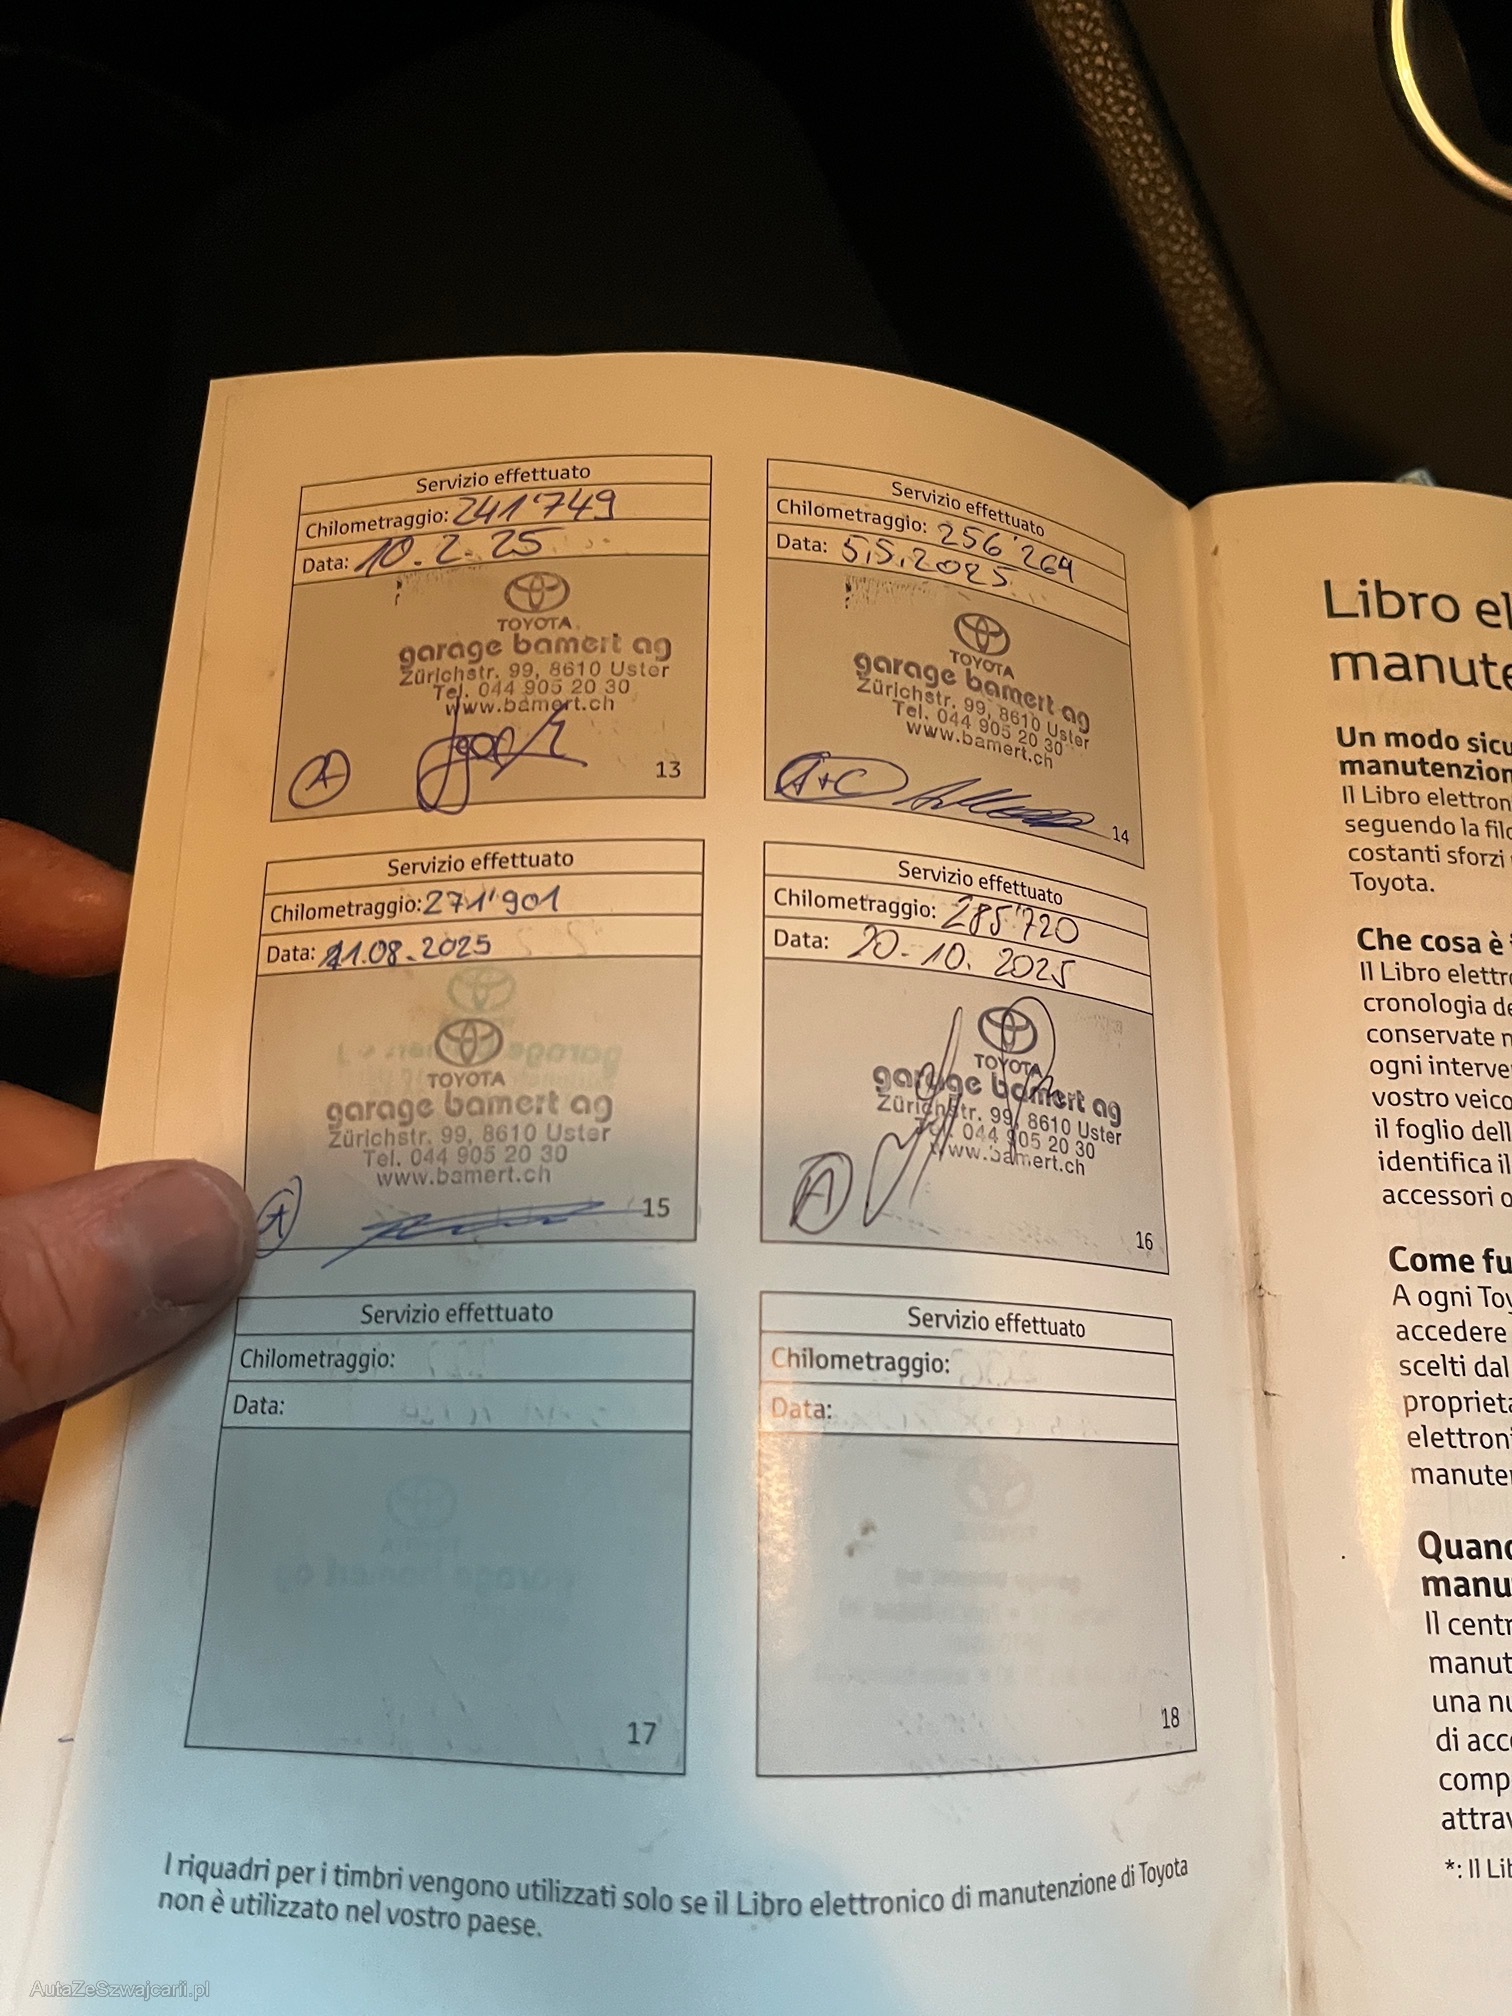 Servizio effettuato
Chilometraggio: 241'749
Data: 10.2.25
TOYOTA
garage bamert ag
Zürichstr. 99, 8610 Uster
Tel. 044 905 20 30
www.bamert.ch
A
13
Servizio effettuato
Chilometraggio: 256'264
Data: 5.5.2025
TOYOTA
garage bamert ag
Zürichstr. 99, 8610 Uster
Tel. 044 905 20 30
www.bamert.ch
A+C
14
Servizio effettuato
Chilometraggio: 271'901
Data: 11.08.2025
TOYOTA
garage bamert ag
Zürichstr. 99, 8610 Uster
Tel. 044 905 20 30
www.bamert.ch
A
15
Servizio effettuato
Chilometraggio: 285'720
Data: 20.10.2025
TOYOTA
garage bamert ag
Zürichstr. 99, 8610 Uster
Tel. 044 905 20 30
www.bamert.ch
A
16
Servizio effettuato
Chilometraggio:
Data:
17
Servizio effettuato
Chilometraggio:
Data:
18
I riquadri per i timbri vengono utilizzati solo se il Libro elettronico di manutenzione di Toyota
non è utilizzato nel vostro paese.
Libro el
manute
Un modo sicu
manutenzion
Il Libro elettron
seguendo la filo
costanti sforzi
Toyota.
Che cosa è
Il Libro elettr
cronologia de
conservate n
ogni interve
vostro veico
il foglio dell
identifica il
accessori o
Come fu
A ogni Toy
accedere
scelti dal
proprieta
elettroni
manuten
Quand
manu
Il centr
manut
una nu
di acce
comp
attrav
*: Il Lib
AutaZeSzwajcarii.pl